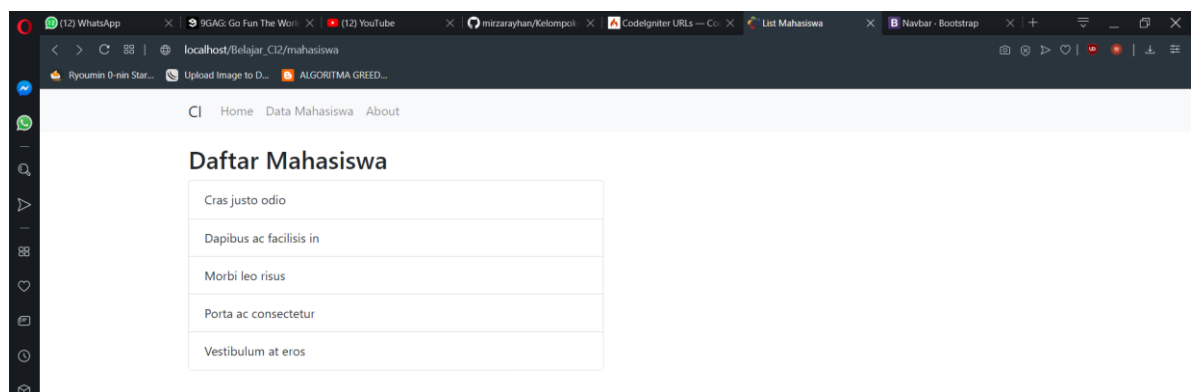 (12) WhatsApp 9GAG: Go Fun The Worl (12) YouTube mirzarayhan/Kelompok CodeIgniter URLs — Co List Mahasiswa Navbar · Bootstrap
localhost/Belajar_CI2/mahasiswa
Ryoumin 0-nin Star... Upload Image to D... ALGORITMA GREED...
CI Home Data Mahasiswa About
Daftar Mahasiswa
Cras justo odio
Dapibus ac facilisis in
Morbi leo risus
Porta ac consectetur
Vestibulum at eros